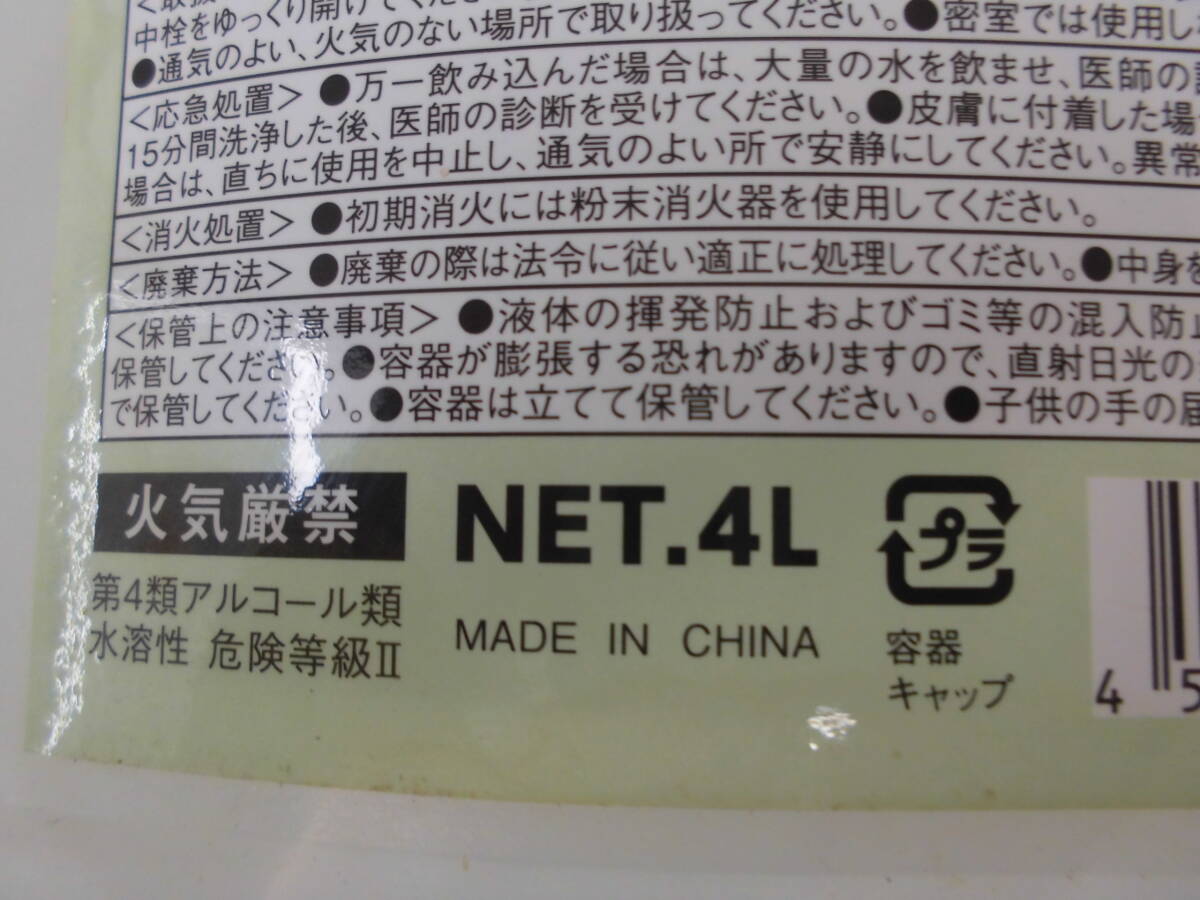 <取扱
中栓をゆっくり開けてくださ
●通気のよい、火気のない場所で取り扱ってください。●密室では使用し
<応急処置> ●万一飲み込んだ場合は、大量の水を飲ませ、医師の
15分間洗浄した後、医師の診断を受けてください。●皮膚に付着した場
場合は、直ちに使用を中止し、通気のよい所で安静にしてください。異常
<消火処置> ●初期消火には粉末消火器を使用してください。
<廃棄方法> ●廃棄の際は法令に従い適正に処理してください。●中身を
<保管上の注意事項> ●液体の揮発防止およびゴミ等の混入防止
保管してください。●容器が膨張する恐れがありますので、直射日光の
で保管してください。●容器は立てて保管してください。●子供の手の届
火気厳禁
第4類アルコール類
水溶性 危険等級II
NET.4L
MADE IN CHINA
プラ
容器
キャップ
45